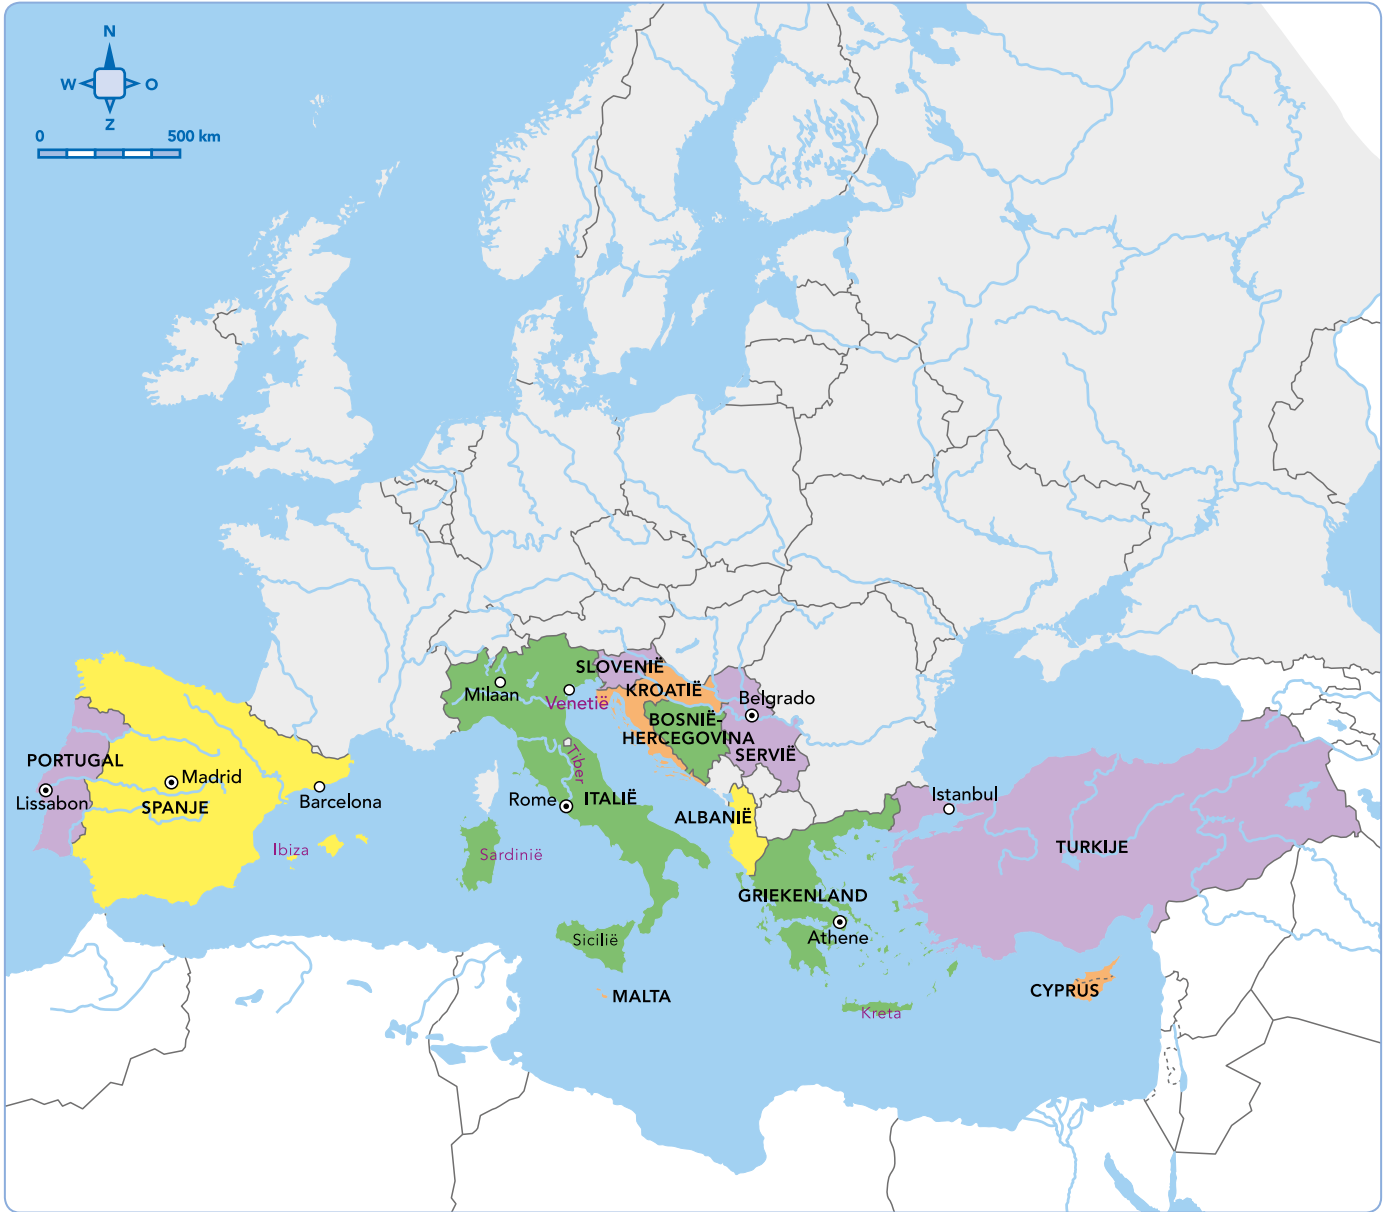 N
W
O
Z
0
500 km
SLOVENIË
Milaan
Venetië
KROATIË
Belgrado
BOSNIË-
HERCEGOVINA
SERVIË
PORTUGAL
Madrid
Lissabon
SPANJE
Barcelona
Tiber
Rome
ITALIË
ALBANIË
Istanbul
TURKIJE
Ibiza
Sardinië
GRIEKENLAND
Athene
Sicilië
MALTA
CYPRUS
Kreta